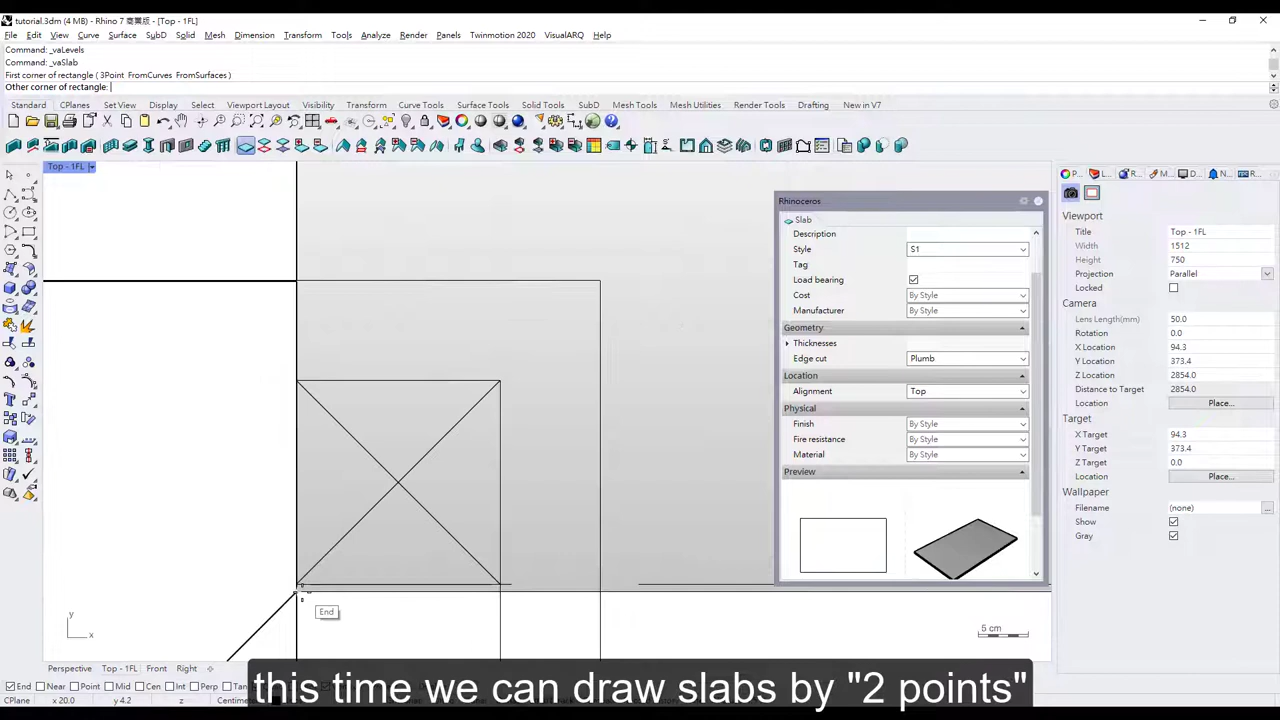 tutorial.3dm (4 MB) - Rhino 7 商業版 - [Top - 1FL]
File Edit View Curve Surface SubD Solid Mesh Dimension Transform Tools Analyze Render Panels Twinmotion 2020 VisualARQ Help
Command: _vaLevels
Command: _vaSlab
First corner of rectangle ( 3Point FromCurves FromSurfaces )
Other corner of rectangle:
Standard CPlanes Set View Display Select Viewport Layout Visibility Transform Curve Tools Surface Tools Solid Tools SubD Mesh Tools Mesh Utilities Render Tools Drafting New in V7
Top - 1FL
Rhinoceros
Slab
Description
Style S1
Tag
Load bearing
Cost By Style
Manufacturer By Style
Geometry
Thicknesses
Edge cut Plumb
Location
Alignment Top
Physical
Finish By Style
Fire resistance By Style
Material By Style
Preview
P... L... R... M... D... N... R...
Viewport
Title Top - 1FL
Width 1512
Height 750
Projection Parallel
Locked
Camera
Lens Length(mm) 50.0
Rotation 0.0
X Location 94.3
Y Location 373.4
Z Location 2854.0
Distance to Target 2854.0
Location Place...
Target
X Target 94.3
Y Target 373.4
Z Target 0.0
Location Place...
Wallpaper
Filename (none) ...
Show
Gray
End
y
x
5 cm
Perspective Top - 1FL Front Right
this time we can draw slabs by "2 points"
End Near Point Mid Cen Int Perp Tan
CPlane x 20.0 y 4.2 Centimeters